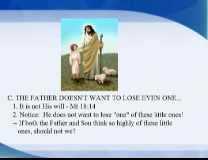 C. THE FATHER DOESN'T WANT TO LOSE EVEN ONE...
1. It is not His will - Mt 18:14
2. Notice: He does not want to lose "one" of these little ones!
-- If both the Father and Son think so highly of these little
ones, should not we?